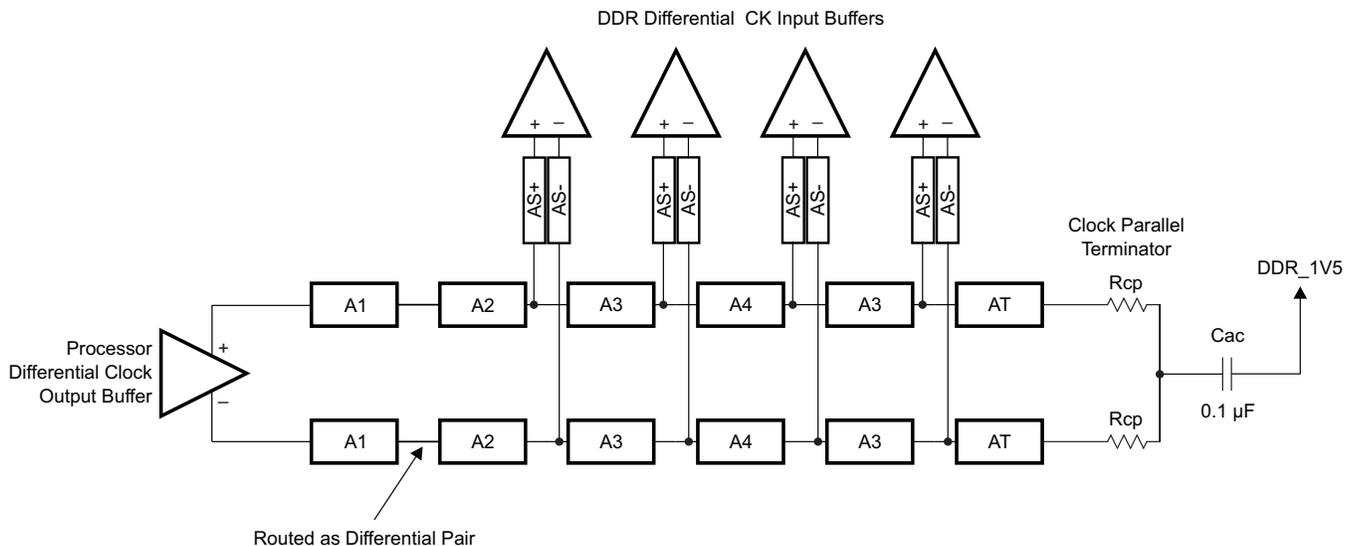 DDR Differential CK Input Buffers
+ – + – + – + –
AS+ AS- AS+ AS- AS+ AS- AS+ AS-
Clock Parallel
Terminator
DDR_1V5
Rcp
A1 A2 A3 A4 A3 AT
Processor
Differential Clock
Output Buffer
+
–
Cac
0.1 µF
Rcp
A1 A2 A3 A4 A3 AT
Routed as Differential Pair